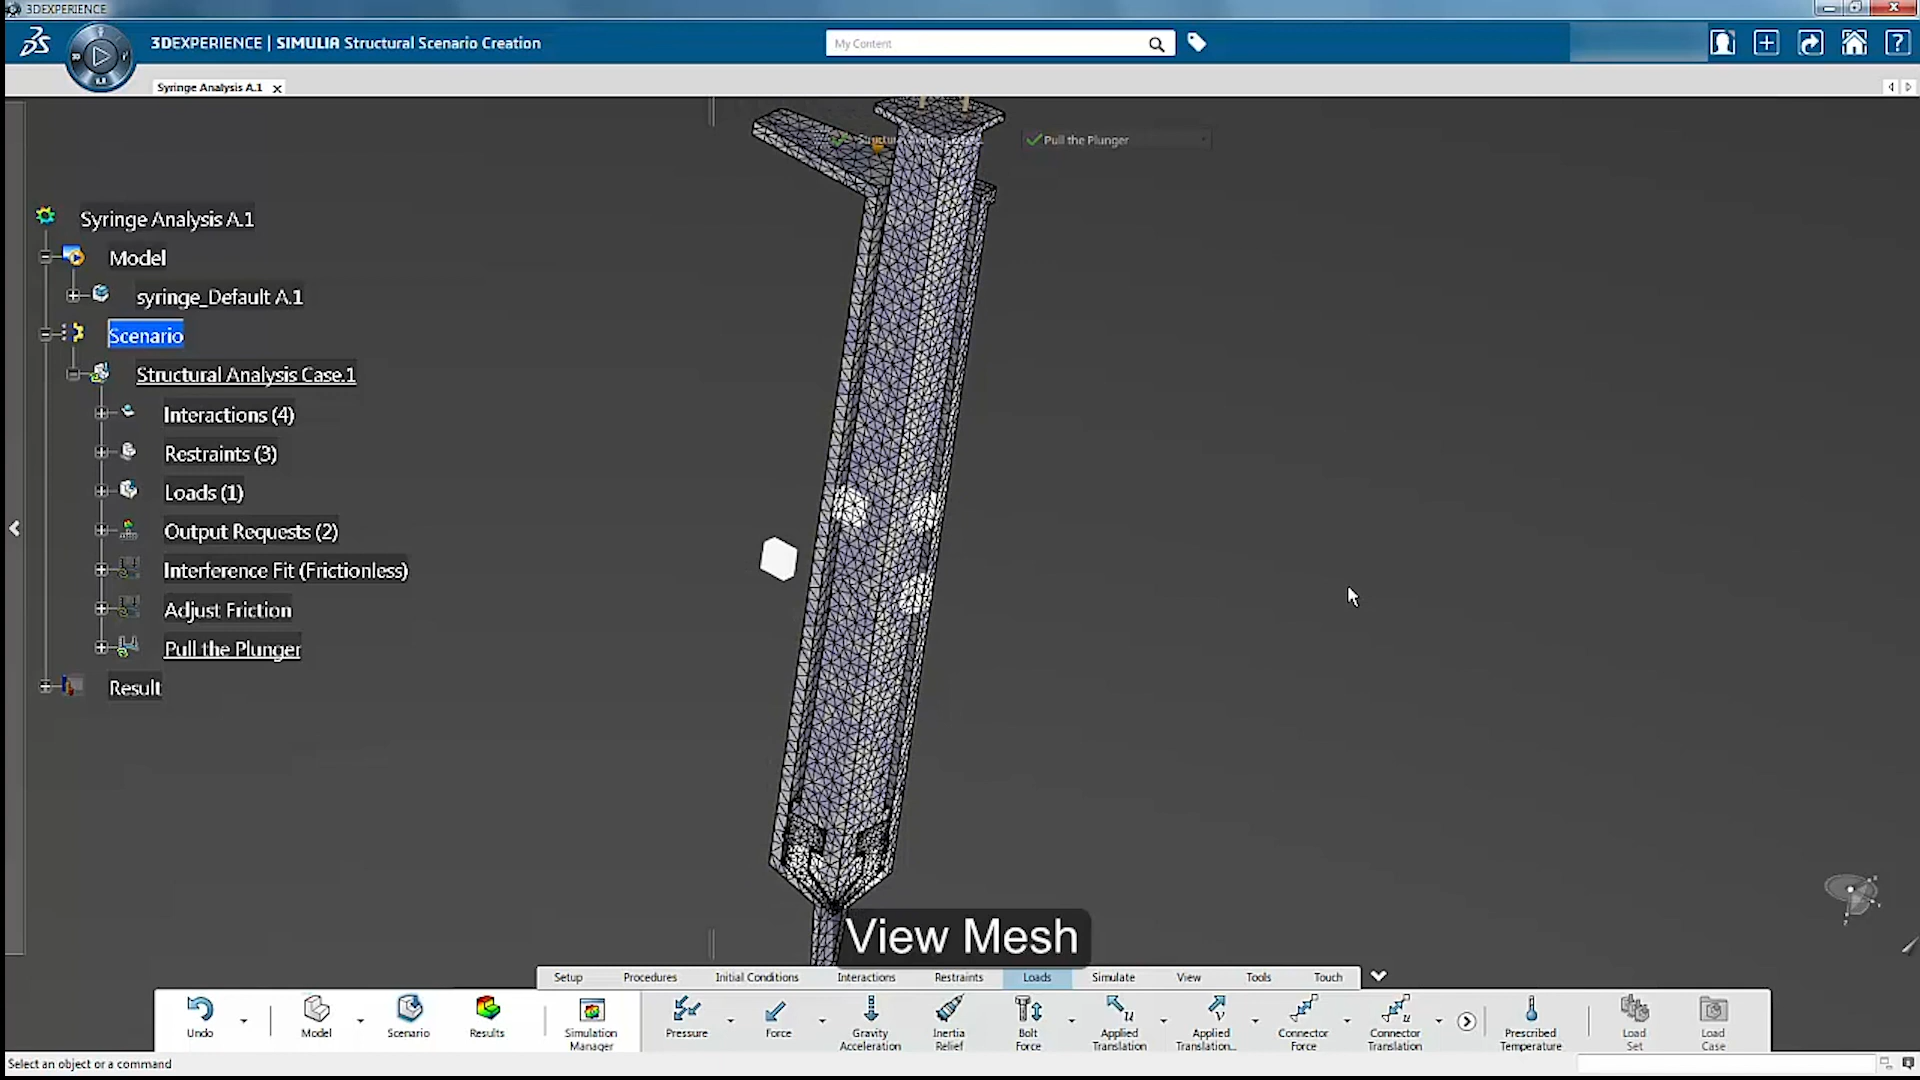 3DEXPERIENCE
3DEXPERIENCE | SIMULIA Structural Scenario Creation
My Content
Syringe Analysis A.1
Pull the Plunger
Syringe Analysis A.1
Model
syringe_Default A.1
Scenario
Structural Analysis Case.1
Interactions (4)
Restraints (3)
Loads (1)
Output Requests (2)
Interference Fit (Frictionless)
Adjust Friction
Pull the Plunger
Result
View Mesh
Setup
Procedures
Initial Conditions
Interactions
Restraints
Loads
Simulate
View
Tools
Touch
Undo
Model
Scenario
Results
Simulation
Manager
Pressure
Force
Gravity
Acceleration
Inertia
Relief
Bolt
Force
Applied
Translation
Applied
Translation...
Connector
Force
Connector
Translation
Prescribed
Temperature
Load
Set
Load
Case
Select an object or a command